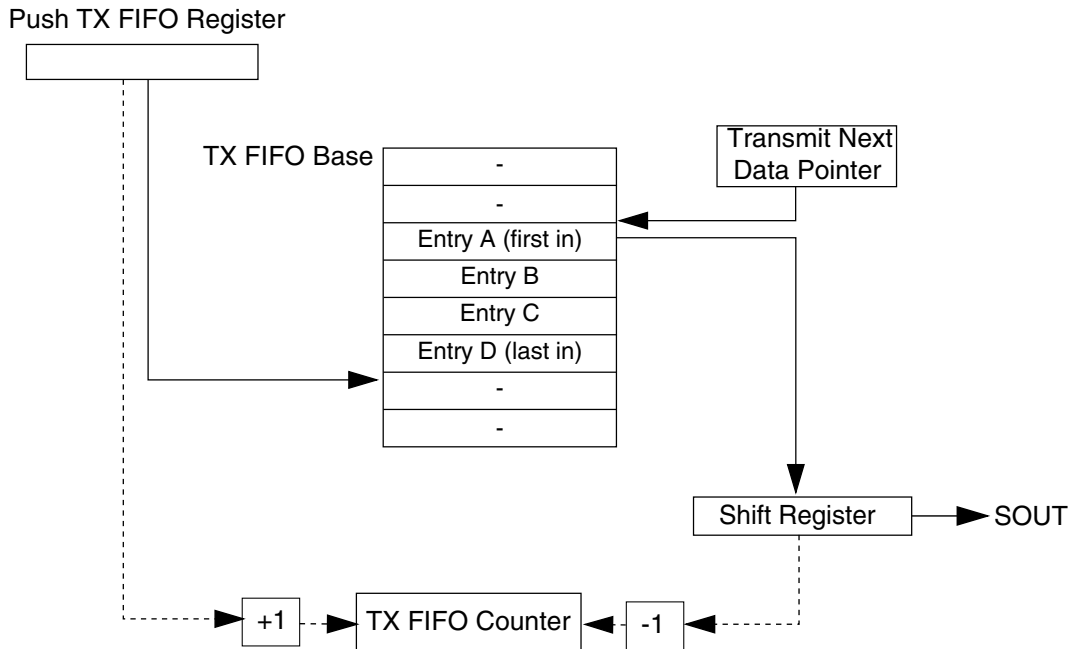 Push TX FIFO Register
TX FIFO Base
-
-
Entry A (first in)
Entry B
Entry C
Entry D (last in)
-
-
Transmit Next
Data Pointer
Shift Register
SOUT
+1
TX FIFO Counter
-1